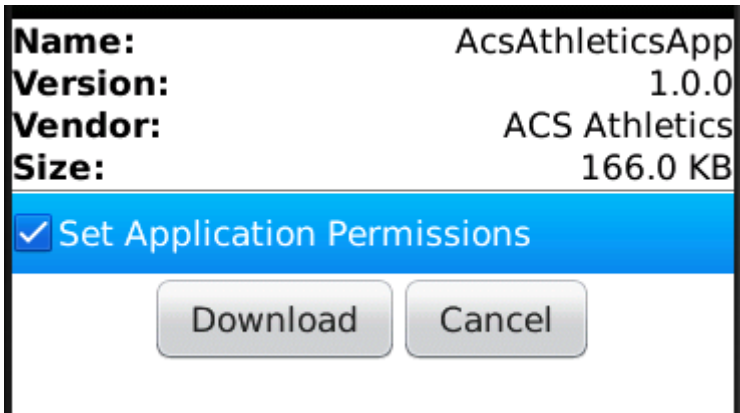 Name: AcsAthleticsApp
Version: 1.0.0
Vendor: ACS Athletics
Size: 166.0 KB
Set Application Permissions
Download Cancel